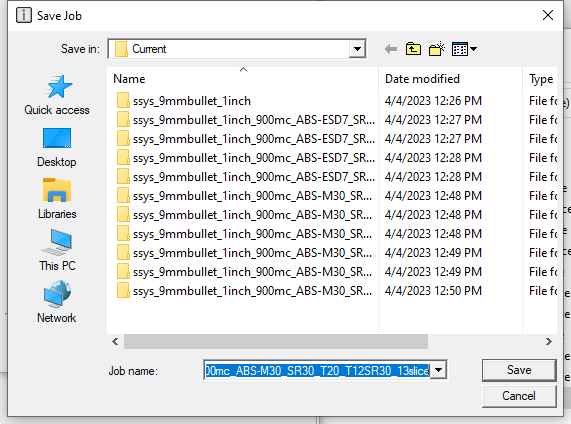 Save Job
Save in: Current
Name Date modified Type
Quick access
Desktop
Libraries
This PC
Network
ssys_9mmbullet_1inch 4/4/2023 12:26 PM File fo
ssys_9mmbullet_1inch_900mc_ABS-ESD7_SR... 4/4/2023 12:27 PM File fo
ssys_9mmbullet_1inch_900mc_ABS-ESD7_SR... 4/4/2023 12:27 PM File fo
ssys_9mmbullet_1inch_900mc_ABS-ESD7_SR... 4/4/2023 12:28 PM File fo
ssys_9mmbullet_1inch_900mc_ABS-ESD7_SR... 4/4/2023 12:28 PM File fo
ssys_9mmbullet_1inch_900mc_ABS-M30_SR... 4/4/2023 12:48 PM File fo
ssys_9mmbullet_1inch_900mc_ABS-M30_SR... 4/4/2023 12:48 PM File fo
ssys_9mmbullet_1inch_900mc_ABS-M30_SR... 4/4/2023 12:48 PM File fo
ssys_9mmbullet_1inch_900mc_ABS-M30_SR... 4/4/2023 12:49 PM File fo
ssys_9mmbullet_1inch_900mc_ABS-M30_SR... 4/4/2023 12:49 PM File fo
ssys_9mmbullet_1inch_900mc_ABS-M30_SR... 4/4/2023 12:50 PM File fo
Job name: 00mc_ABS-M30_SR30_T20_T12SR30_13slice Save
Cancel